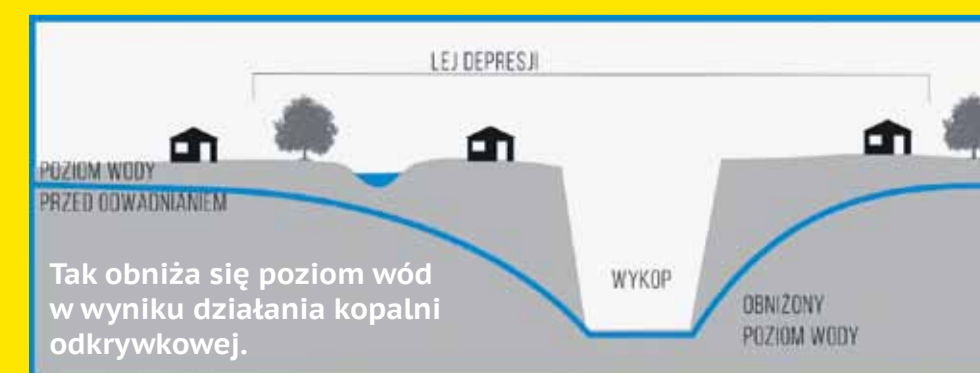 LEJ DEPRESJI
POZIOM WODY
PRZED ODWADNIANIEM
Tak obniża się poziom wód
w wyniku działania kopalni
odkrywkowej.
WYKOP
OBNIŻONY
POZIOM WODY